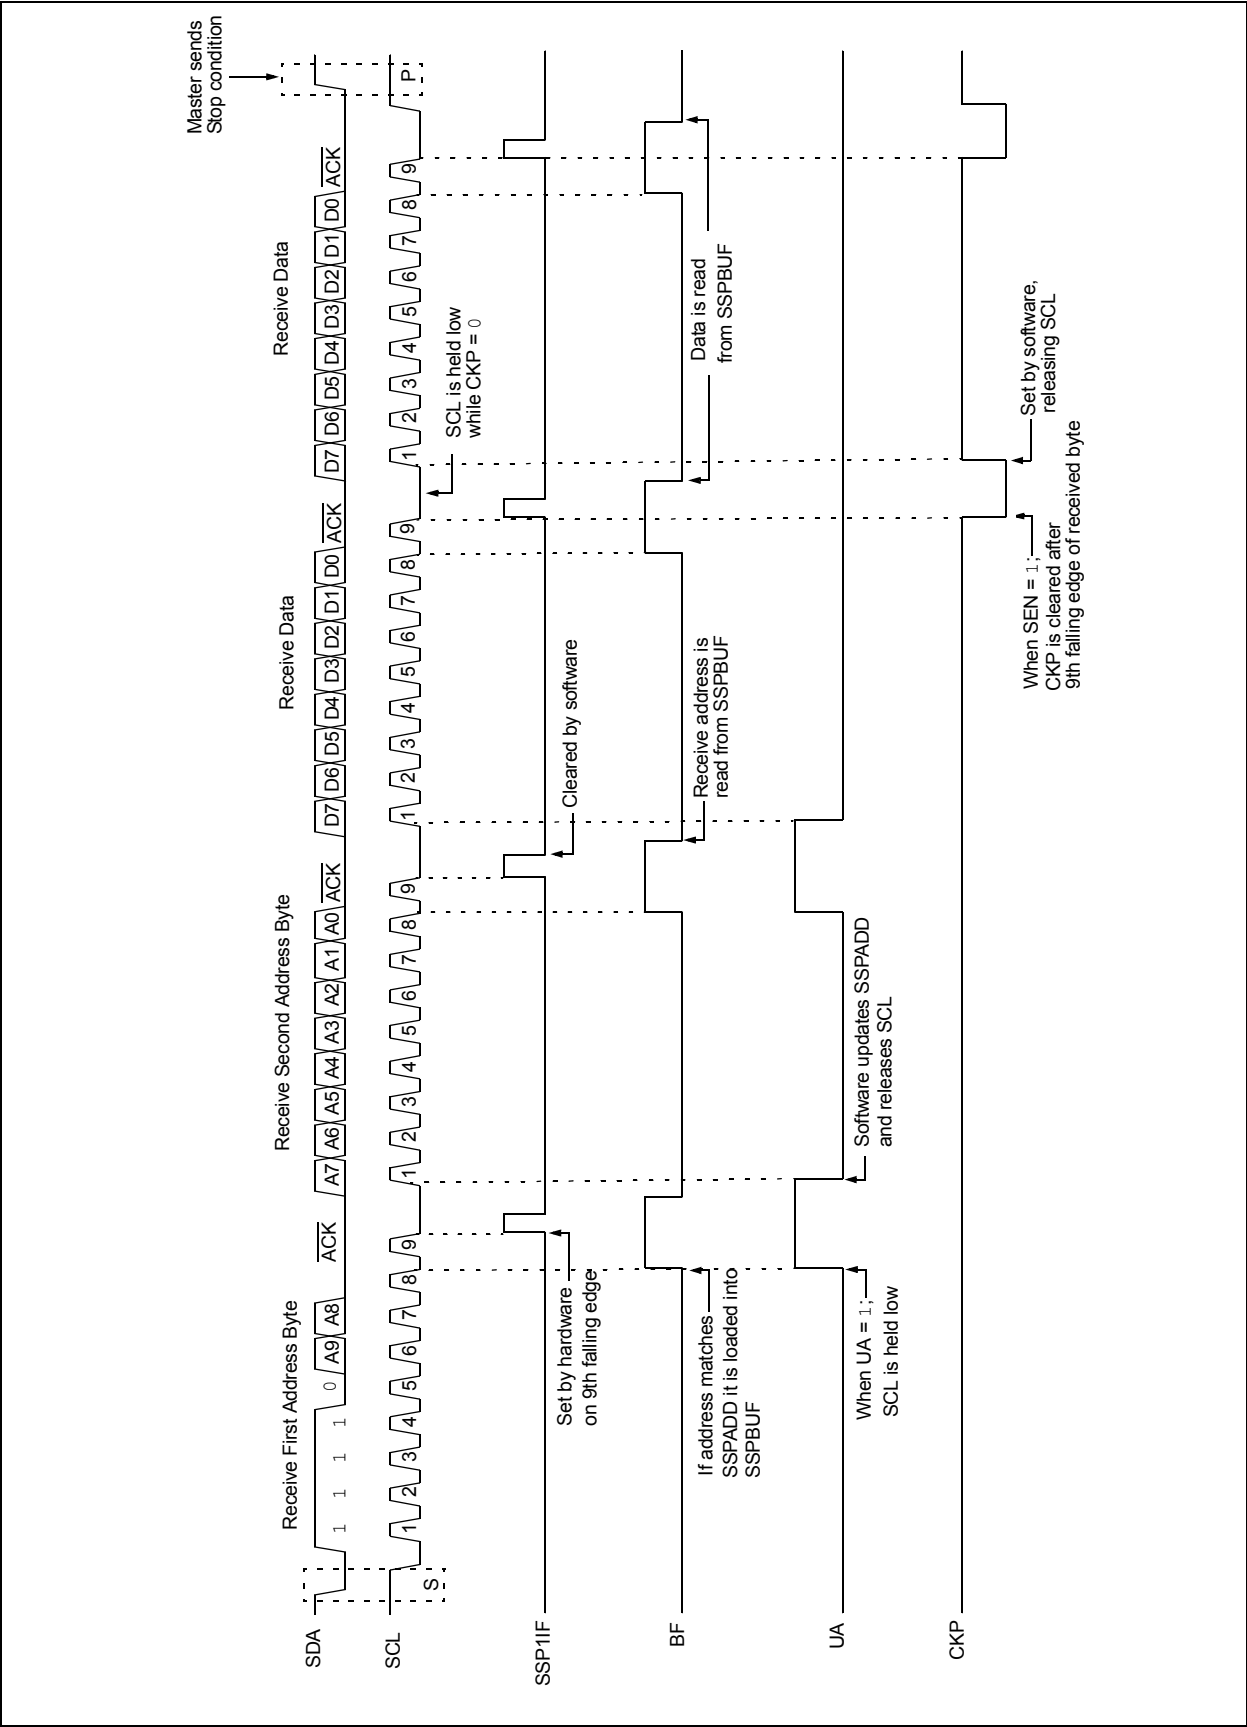 Master sends
Stop condition
Receive First Address Byte
Receive Second Address Byte
Receive Data
Receive Data
SDA
1 1 1 1 0 A9 A8 ACK A7 A6 A5 A4 A3 A2 A1 A0 ACK D7 D6 D5 D4 D3 D2 D1 D0 ACK D7 D6 D5 D4 D3 D2 D1 D0 ACK
SCL
S 1 2 3 4 5 6 7 8 9 1 2 3 4 5 6 7 8 9 1 2 3 4 5 6 7 8 9 1 2 3 4 5 6 7 8 9 P
SCL is held low
while CKP = 0
SSP1IF
Set by hardware
on 9th falling edge
Cleared by software
BF
If address matches
SSPADD it is loaded into
SSPBUF
Receive address is
read from SSPBUF
Data is read
from SSPBUF
UA
When UA = 1;
SCL is held low
Software updates SSPADD
and releases SCL
CKP
When SEN = 1;
CKP is cleared after
9th falling edge of received byte
Set by software,
releasing SCL